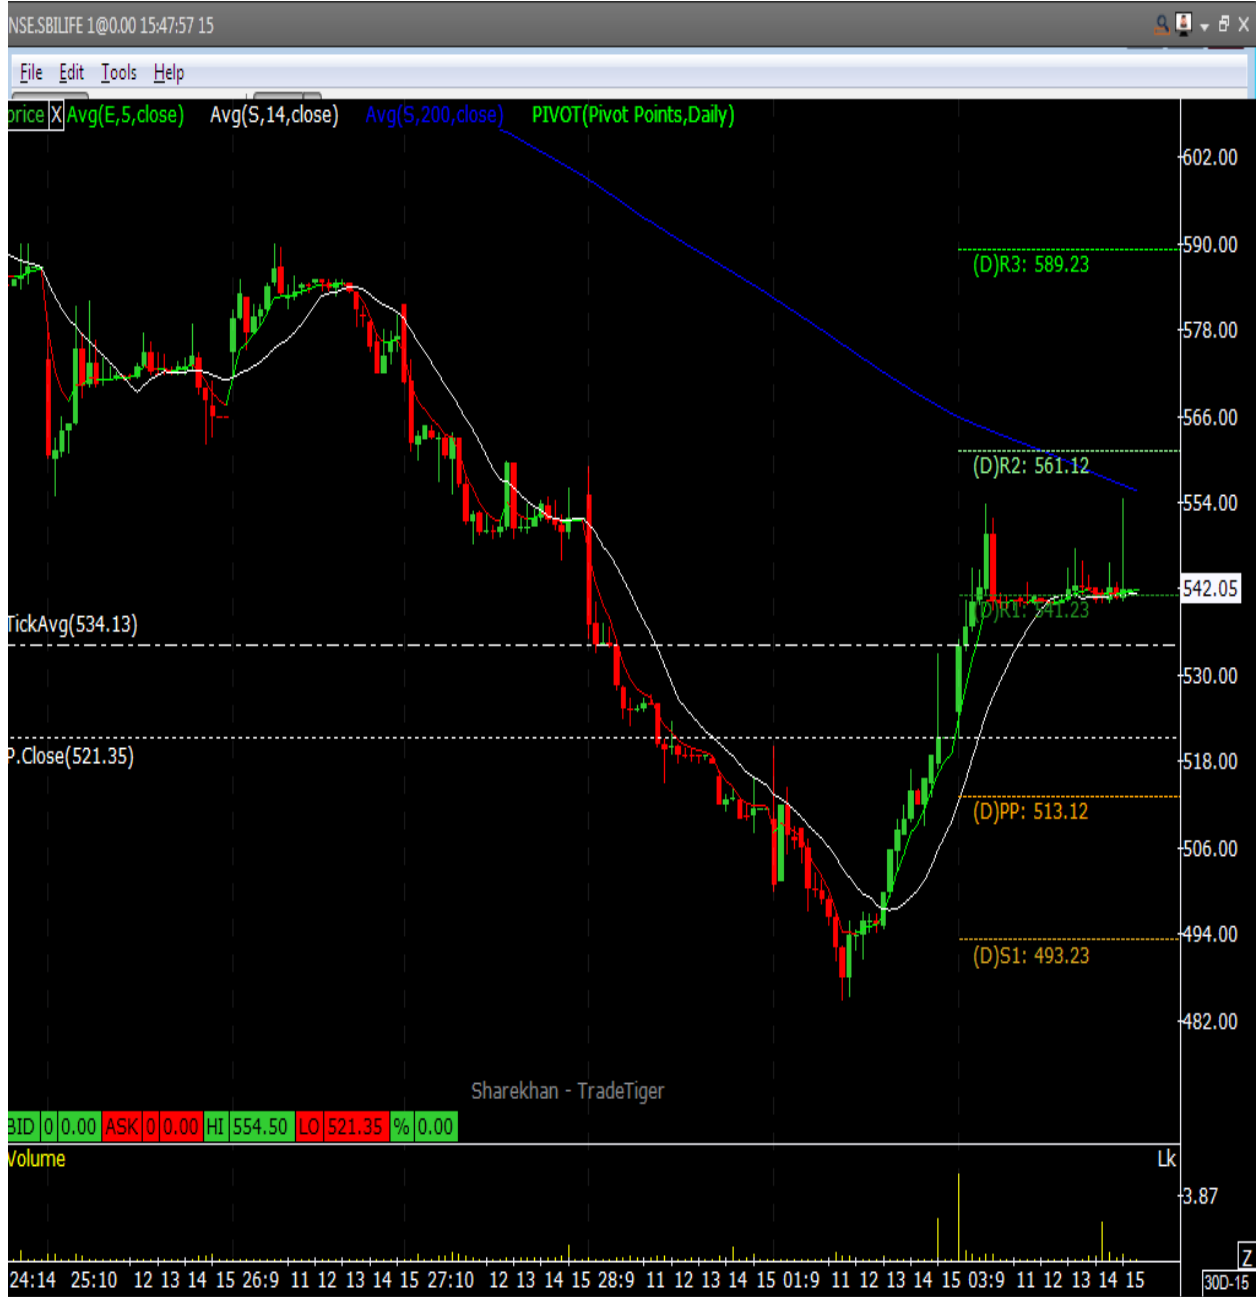 NSE.SBILIFE 1@0.00 15:47:57 15
File Edit Tools Help
price X Avg(E,5,close) Avg(S,14,close) Avg(S,200,close) PIVOT(Pivot Points,Daily)
602.00
590.00
(D)R3: 589.23
578.00
566.00
(D)R2: 561.12
554.00
542.05
(D)R1: 541.23
TickAvg(534.13)
530.00
P.Close(521.35)
518.00
(D)PP: 513.12
506.00
494.00
(D)S1: 493.23
482.00
Sharekhan - TradeTiger
BID 0 0.00 ASK 0 0.00 HI 554.50 LO 521.35 % 0.00
Volume Lk
3.87
Z
24:14 25:10 12 13 14 15 26:9 11 12 13 14 15 27:10 12 13 14 15 28:9 11 12 13 14 15 01:9 11 12 13 14 15 03:9 11 12 13 14 15 30D-15